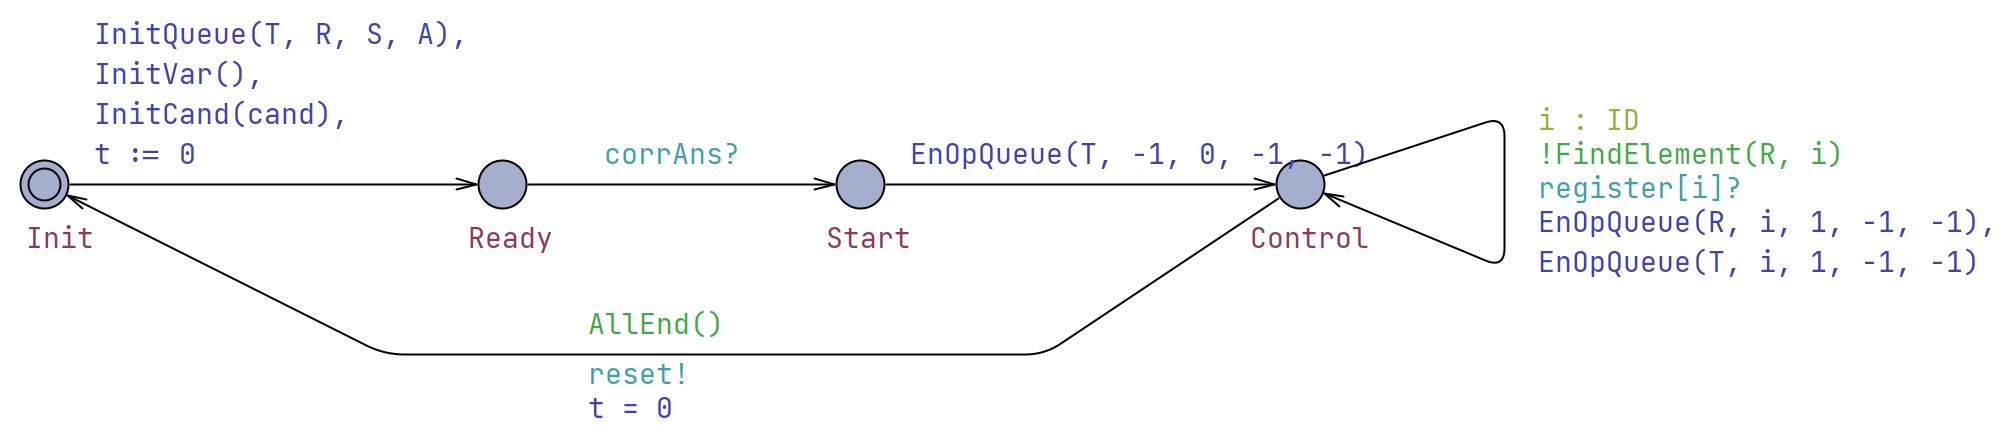 InitQueue(T, R, S, A),
InitVar(),
InitCand(cand),
t := 0
corrAns?
EnOpQueue(T, -1, 0, -1, -1)
i : ID
!FindElement(R, i)
register[i]?
EnOpQueue(R, i, 1, -1, -1),
EnOpQueue(T, i, 1, -1, -1)
Init
Ready
Start
Control
AllEnd()
reset!
t = 0